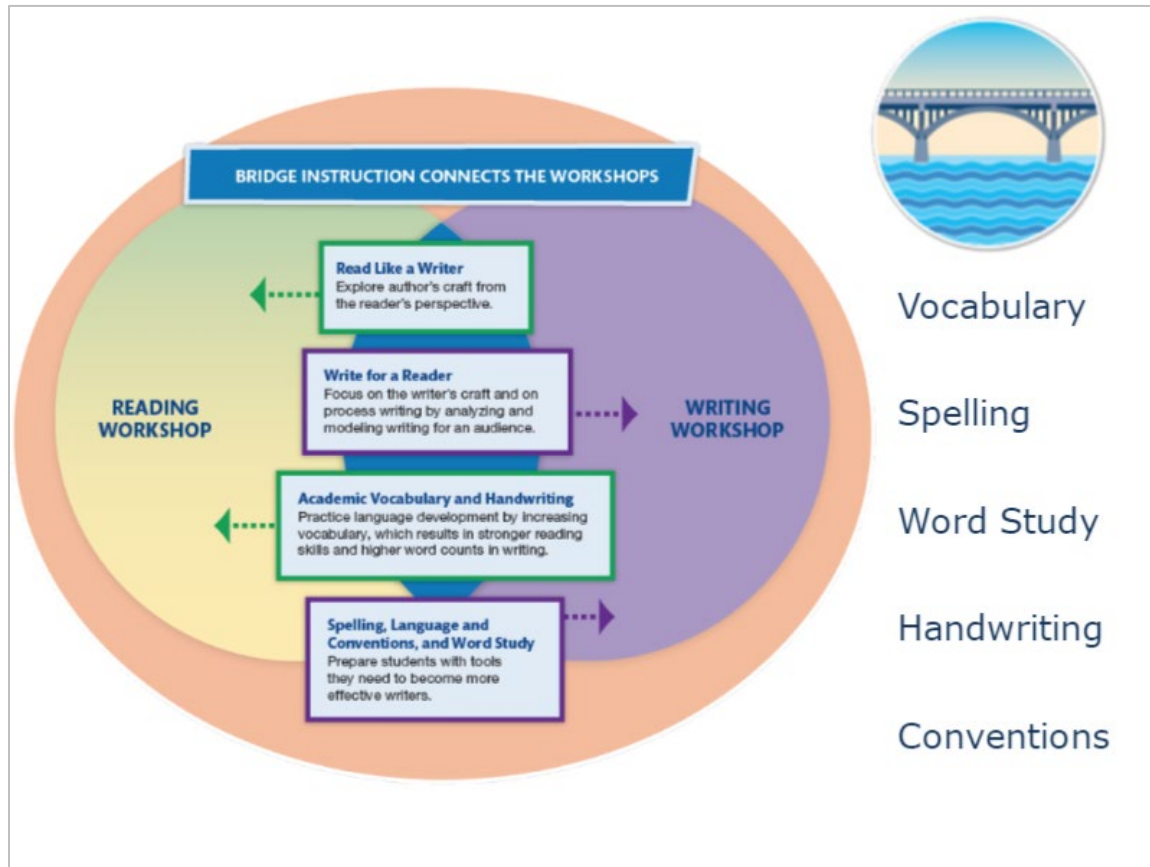 BRIDGE INSTRUCTION CONNECTS THE WORKSHOPS
Read Like a Writer
Explore author's craft from
the reader's perspective.
Write for a Reader
Focus on the writer's craft and on
process writing by analyzing and
modeling writing for an audience.
READING
WORKSHOP
WRITING
WORKSHOP
Academic Vocabulary and Handwriting
Practice language development by increasing
vocabulary, which results in stronger reading
skills and higher word counts in writing.
Spelling, Language and
Conventions, and Word Study
Prepare students with tools
they need to become more
effective writers.
Vocabulary
Spelling
Word Study
Handwriting
Conventions